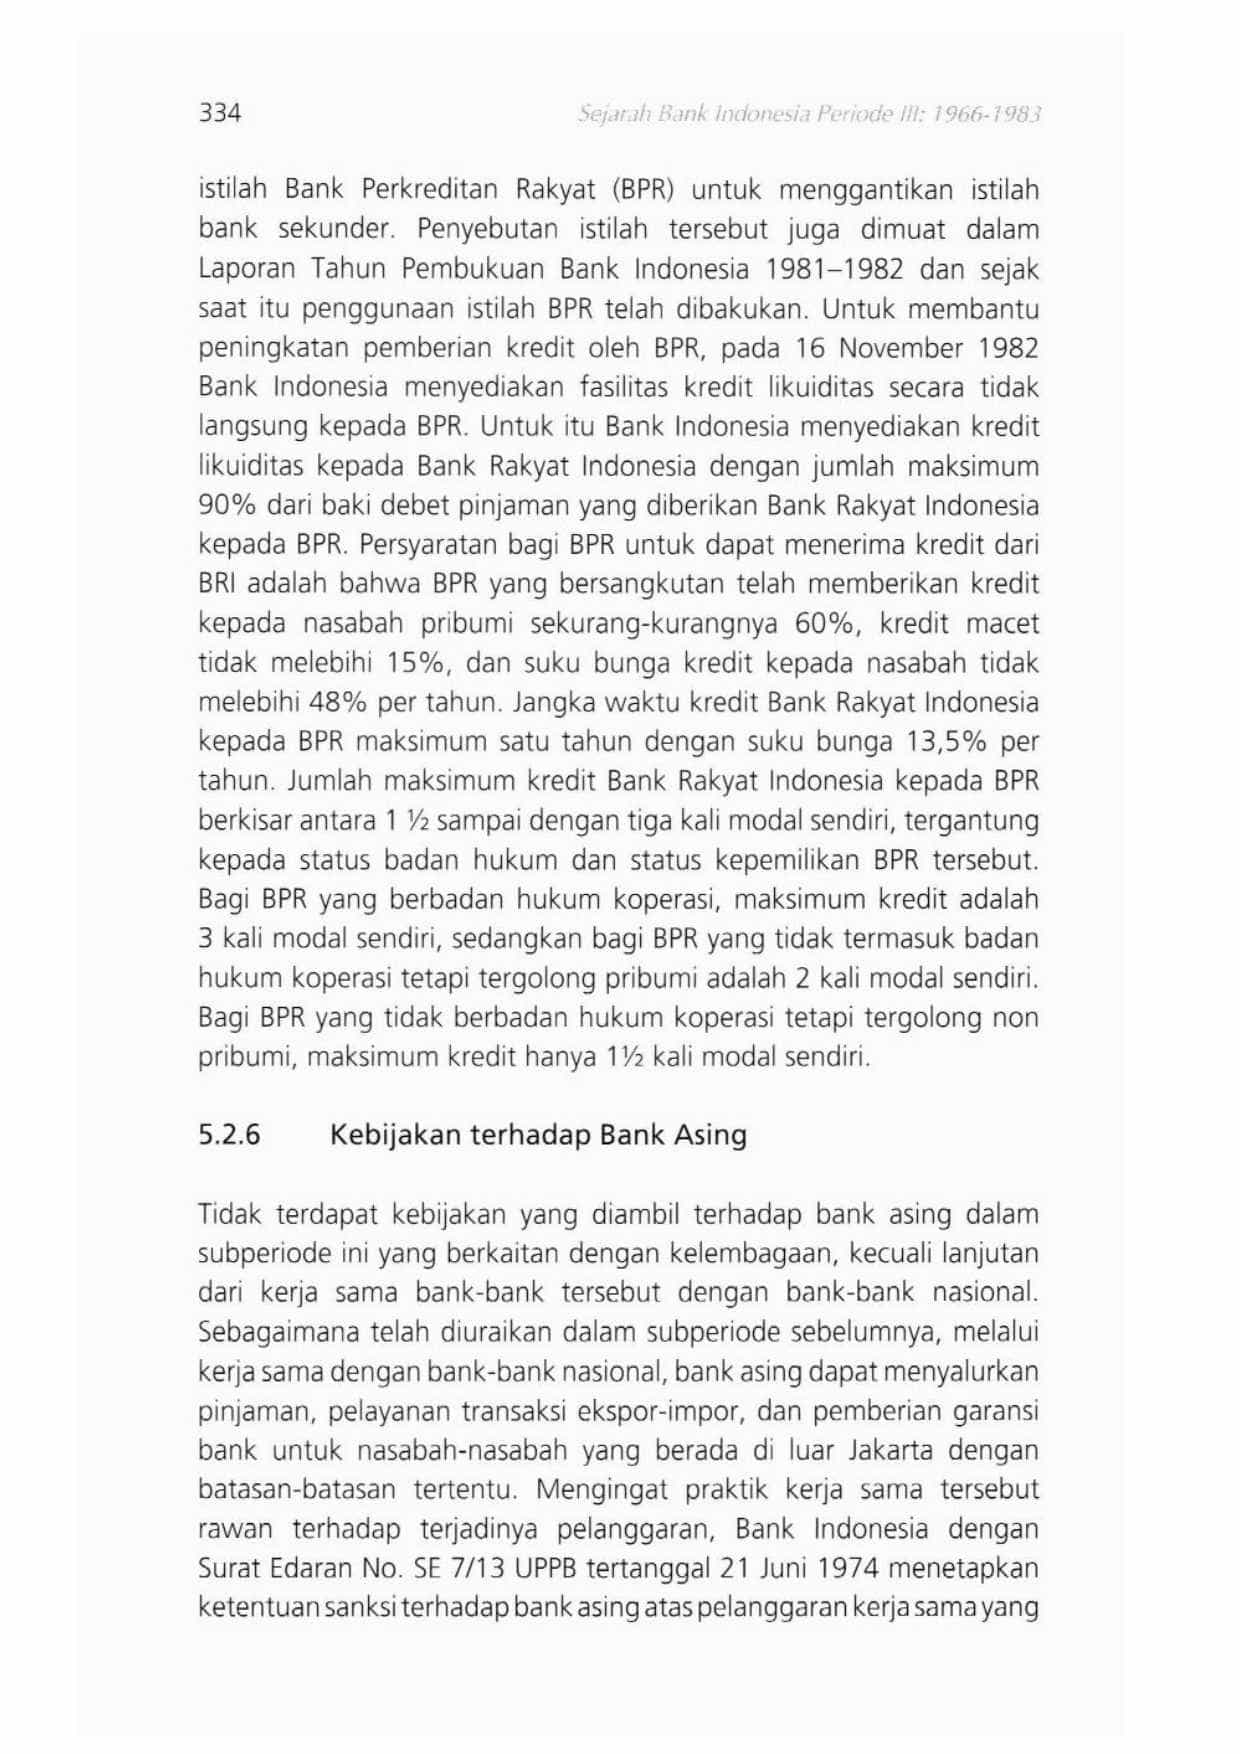 334
Sejarah Bank Indonesia Periode III: 1966-1983
istilah Bank Perkreditan Rakyat (BPR) untuk menggantikan istilah
bank sekunder. Penyebutan istilah tersebut juga dimuat dalam
Laporan Tahun Pembukuan Bank Indonesia 1981–1982 dan sejak
saat itu penggunaan istilah BPR telah dibakukan. Untuk membantu
peningkatan pemberian kredit oleh BPR, pada 16 November 1982
Bank Indonesia menyediakan fasilitas kredit likuiditas secara tidak
langsung kepada BPR. Untuk itu Bank Indonesia menyediakan kredit
likuiditas kepada Bank Rakyat Indonesia dengan jumlah maksimum
90% dari baki debet pinjaman yang diberikan Bank Rakyat Indonesia
kepada BPR. Persyaratan bagi BPR untuk dapat menerima kredit dari
BRI adalah bahwa BPR yang bersangkutan telah memberikan kredit
kepada nasabah pribumi sekurang-kurangnya 60%, kredit macet
tidak melebihi 15%, dan suku bunga kredit kepada nasabah tidak
melebihi 48% per tahun. Jangka waktu kredit Bank Rakyat Indonesia
kepada BPR maksimum satu tahun dengan suku bunga 13,5% per
tahun. Jumlah maksimum kredit Bank Rakyat Indonesia kepada BPR
berkisar antara 1 ½ sampai dengan tiga kali modal sendiri, tergantung
kepada status badan hukum dan status kepemilikan BPR tersebut.
Bagi BPR yang berbadan hukum koperasi, maksimum kredit adalah
3 kali modal sendiri, sedangkan bagi BPR yang tidak termasuk badan
hukum koperasi tetapi tergolong pribumi adalah 2 kali modal sendiri.
Bagi BPR yang tidak berbadan hukum koperasi tetapi tergolong non
pribumi, maksimum kredit hanya 1½ kali modal sendiri.
5.2.6 Kebijakan terhadap Bank Asing
Tidak terdapat kebijakan yang diambil terhadap bank asing dalam
subperiode ini yang berkaitan dengan kelembagaan, kecuali lanjutan
dari kerja sama bank-bank tersebut dengan bank-bank nasional.
Sebagaimana telah diuraikan dalam subperiode sebelumnya, melalui
kerja sama dengan bank-bank nasional, bank asing dapat menyalurkan
pinjaman, pelayanan transaksi ekspor-impor, dan pemberian garansi
bank untuk nasabah-nasabah yang berada di luar Jakarta dengan
batasan-batasan tertentu. Mengingat praktik kerja sama tersebut
rawan terhadap terjadinya pelanggaran, Bank Indonesia dengan
Surat Edaran No. SE 7/13 UPPB tertanggal 21 Juni 1974 menetapkan
ketentuan sanksi terhadap bank asing atas pelanggaran kerja sama yang